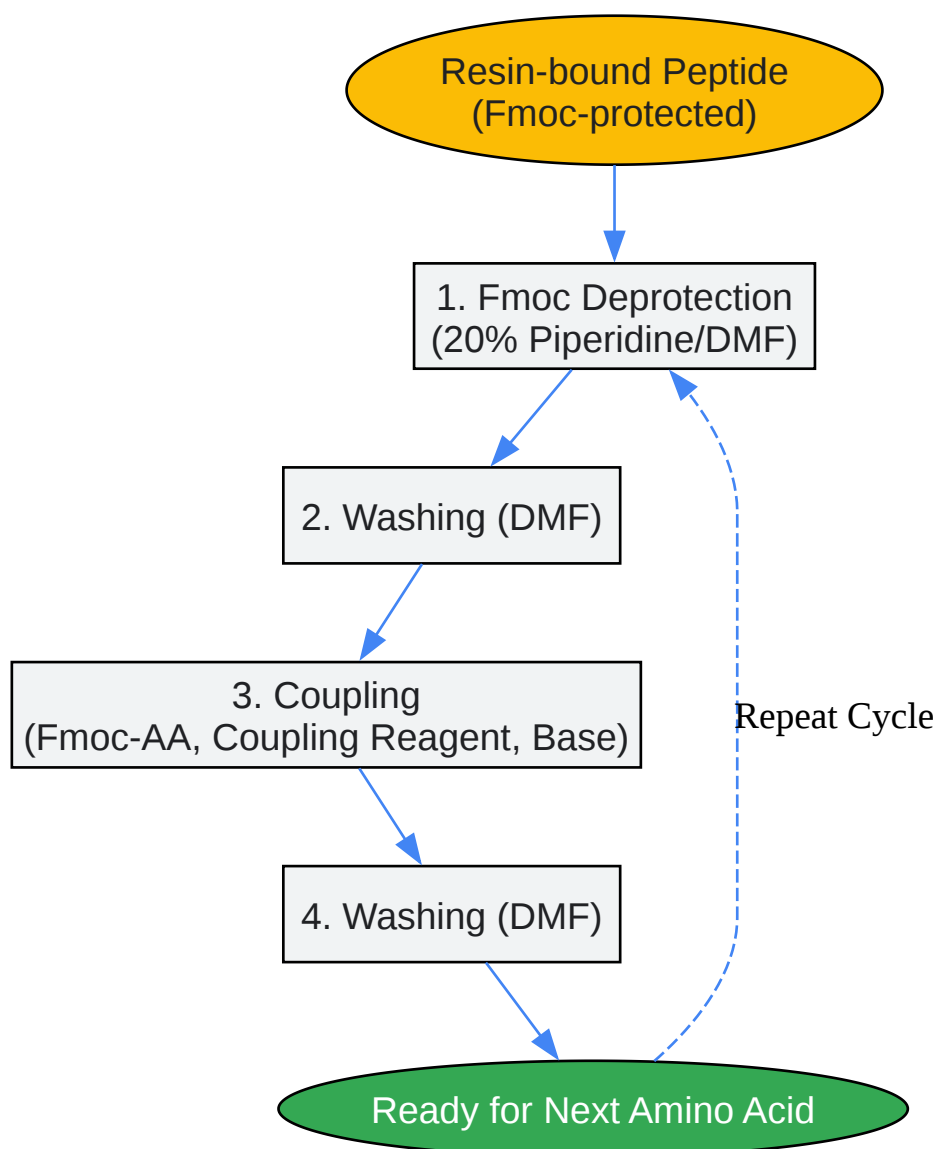 Resin-bound Peptide
(Fmoc-protected)
1. Fmoc Deprotection
(20% Piperidine/DMF)
2. Washing (DMF)
3. Coupling
(Fmoc-AA, Coupling Reagent, Base)
Repeat Cycle
4. Washing (DMF)
Ready for Next Amino Acid